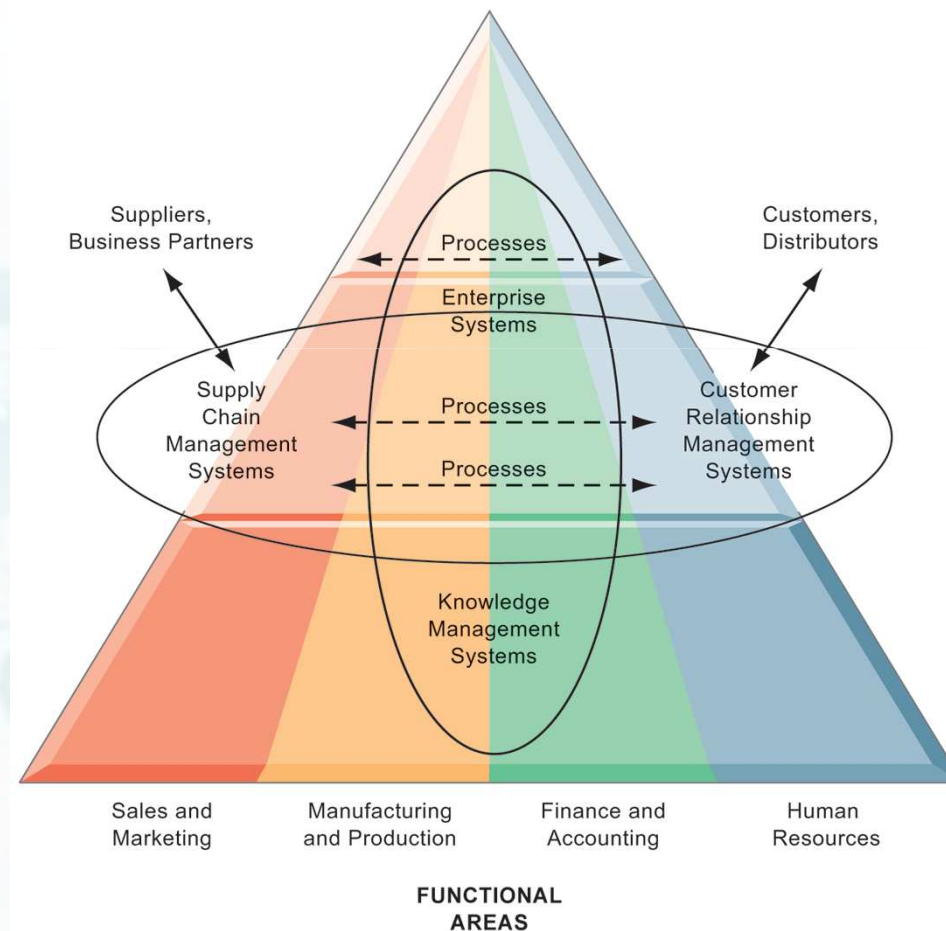 Suppliers,
Business Partners
Customers,
Distributors
Processes
Enterprise
Systems
Supply
Chain
Management
Systems
Processes
Processes
Customer
Relationship
Management
Systems
Knowledge
Management
Systems
Sales and
Marketing
Manufacturing
and Production
Finance and
Accounting
Human
Resources
FUNCTIONAL
AREAS